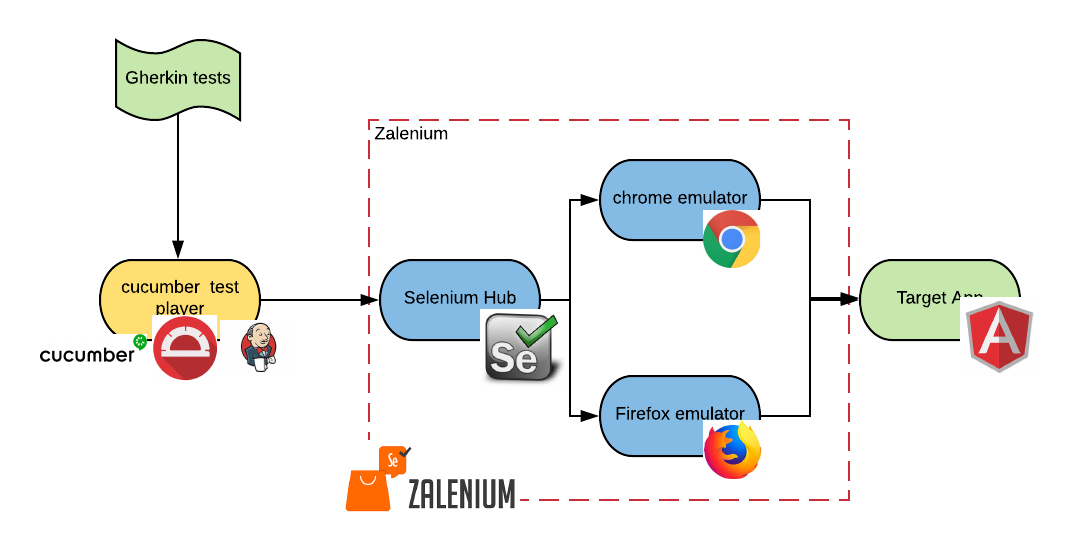 Gherkin tests
Zalenium
chrome emulator
cucumber test
player
Selenium Hub
Target App
cucumber
Se
Firefox emulator
Se
ZALENIUM